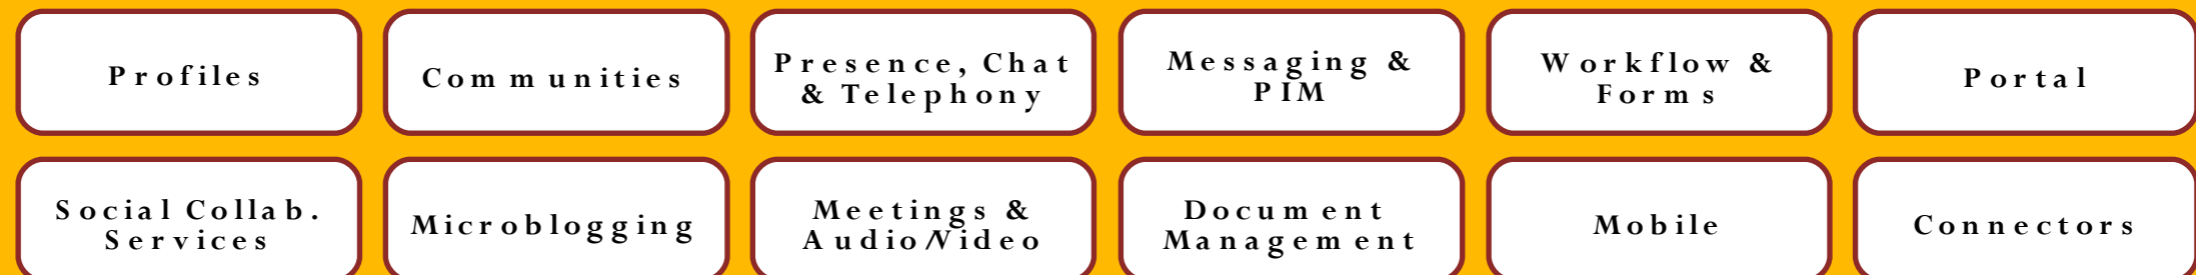 Profiles
Communities
Presence, Chat
& Telephony
Messaging &
PIM
Workflow &
Forms
Portal
Social Collab.
Services
Microblogging
Meetings &
Audio/Video
Document
Management
Mobile
Connectors